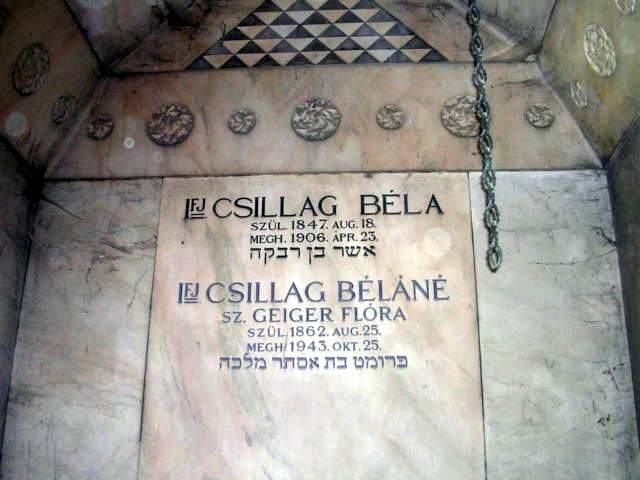 IFJ CSILLAG BÉLA
SZÜL. 1847. AUG. 18.
MEGH. 1906. ÁPR. 23.
אשר בן רבקה
IFJ CSILLAG BÉLÁNÉ
SZ. GEIGER FLÓRA
SZÜL. 1862. AUG. 25.
MEGH. 1943. OKT. 25.
פרומט בת אסתר מלכה